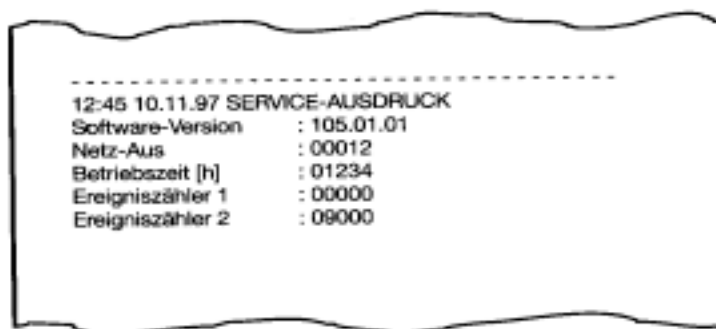 12:45 10.11.97 SERVICE-AUSDRUCK
Software-Version : 105.01.01
Netz-Aus : 00012
Betriebszeit [h] : 01234
Ereigniszähler 1 : 00000
Ereigniszähler 2 : 09000